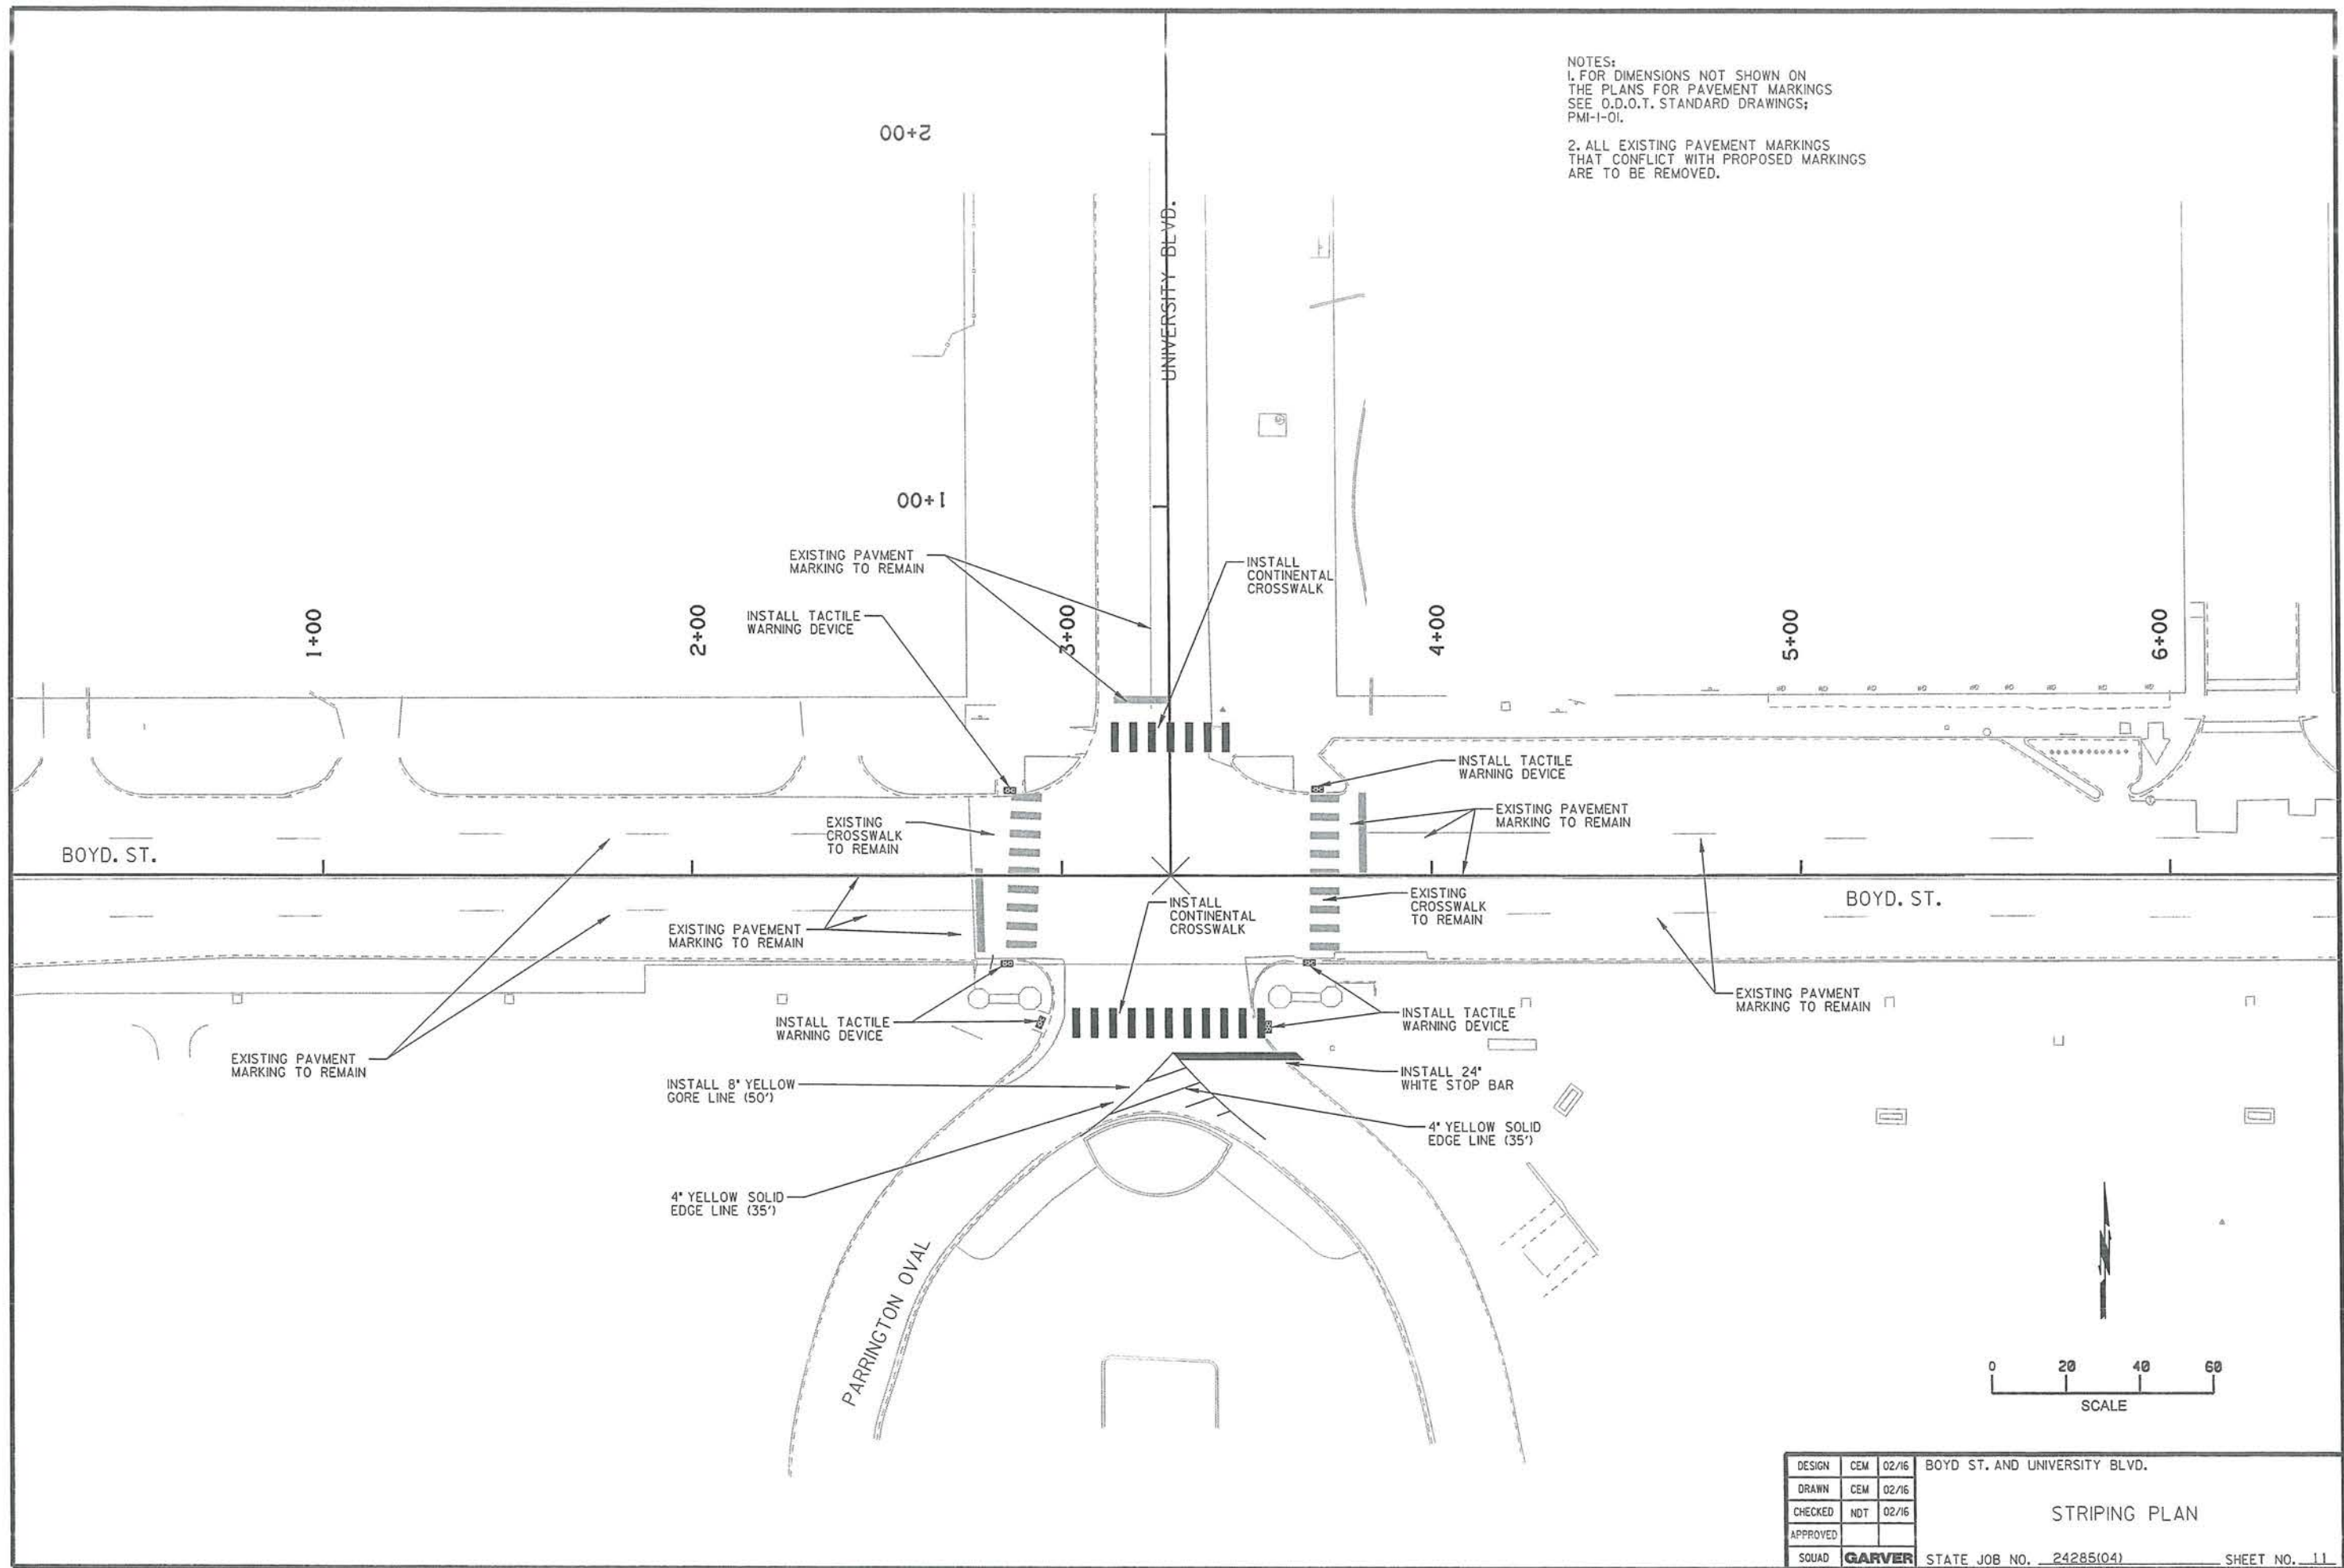 NOTES:
1. FOR DIMENSIONS NOT SHOWN ON
THE PLANS FOR PAVEMENT MARKINGS
SEE O.D.O.T. STANDARD DRAWINGS;
PM1-1-01.
2. ALL EXISTING PAVEMENT MARKINGS
THAT CONFLICT WITH PROPOSED MARKINGS
ARE TO BE REMOVED.
2+00
UNIVERSITY BLVD.
1+00
EXISTING PAVMENT
MARKING TO REMAIN
INSTALL
CONTINENTAL
CROSSWALK
INSTALL TACTILE
WARNING DEVICE
1+00
2+00
3+00
4+00
5+00
6+00
INSTALL TACTILE
WARNING DEVICE
EXISTING PAVEMENT
MARKING TO REMAIN
EXISTING
CROSSWALK
TO REMAIN
BOYD. ST.
EXISTING
CROSSWALK
TO REMAIN
BOYD. ST.
INSTALL
CONTINENTAL
CROSSWALK
EXISTING PAVEMENT
MARKING TO REMAIN
EXISTING PAVMENT
MARKING TO REMAIN
INSTALL TACTILE
WARNING DEVICE
INSTALL TACTILE
WARNING DEVICE
EXISTING PAVMENT
MARKING TO REMAIN
INSTALL 8" YELLOW
GORE LINE (50')
INSTALL 24"
WHITE STOP BAR
4" YELLOW SOLID
EDGE LINE (35')
4" YELLOW SOLID
EDGE LINE (35')
PARRINGTON OVAL
N
0 20 40 60
SCALE
DESIGN CEM 02/16
DRAWN CEM 02/16
CHECKED NDT 02/16
APPROVED
SQUAD GARVER
BOYD ST. AND UNIVERSITY BLVD.
STRIPING PLAN
STATE JOB NO. 24285(04) SHEET NO. 11